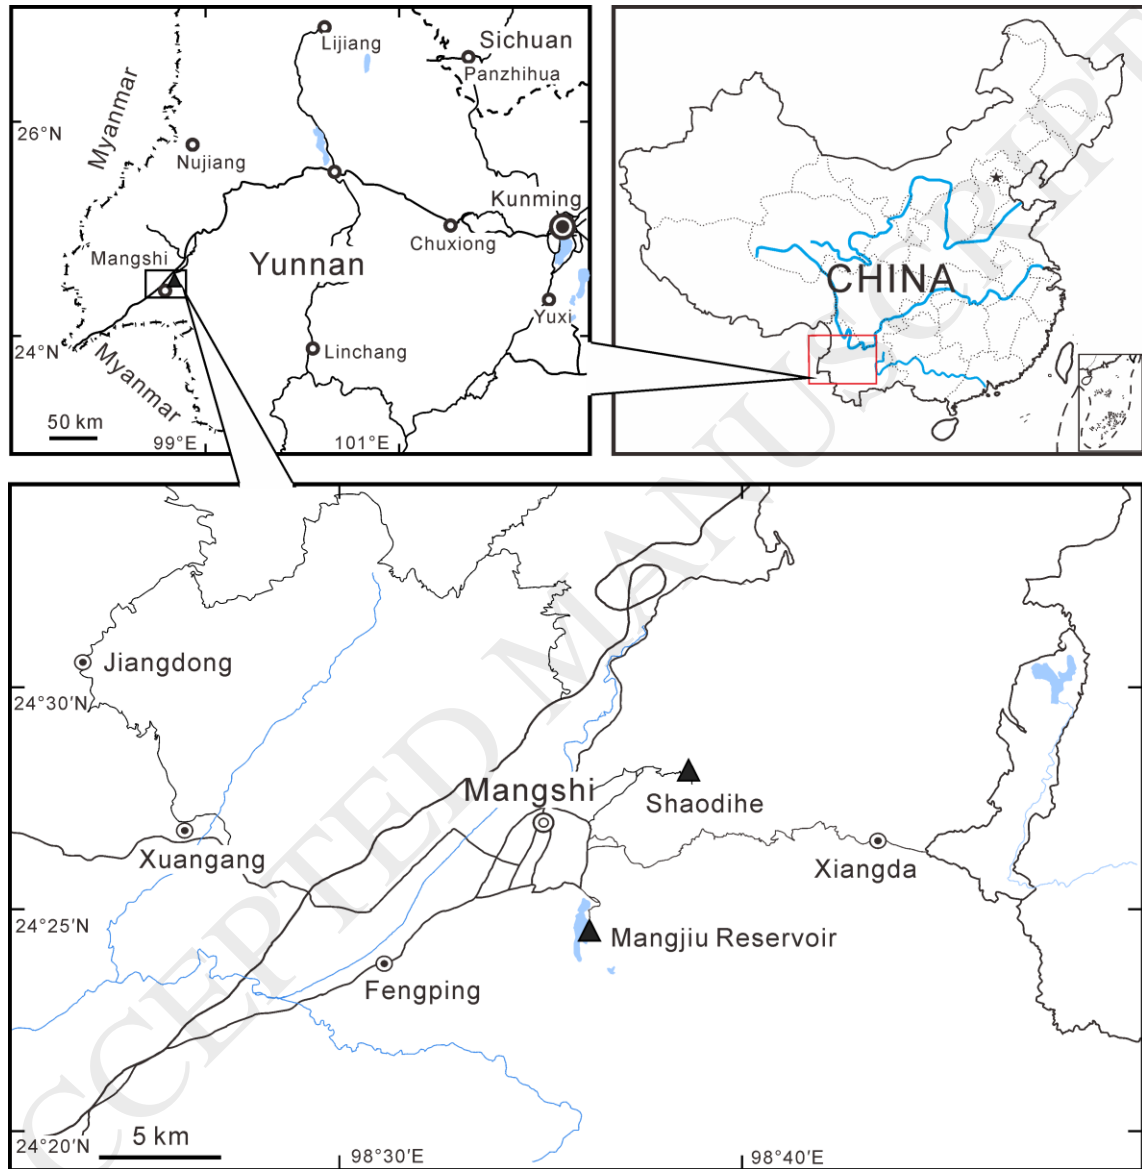 Lijiang
Sichuan
Panzhihua
26°N
Myanmar
Nujiang
Kunming
Chuxiong
Mangshi
Yunnan
Yuxi
24°N
Linchang
Myanmar
50 km
99°E
101°E
CHINA
Jiangdong
24°30′N
Mangshi
Shaodihe
Xuangang
Xiangda
24°25′N
Mangjiu Reservoir
Fengping
24°20′N
5 km
98°30′E
98°40′E
CCEPTED MANUSCRIPT